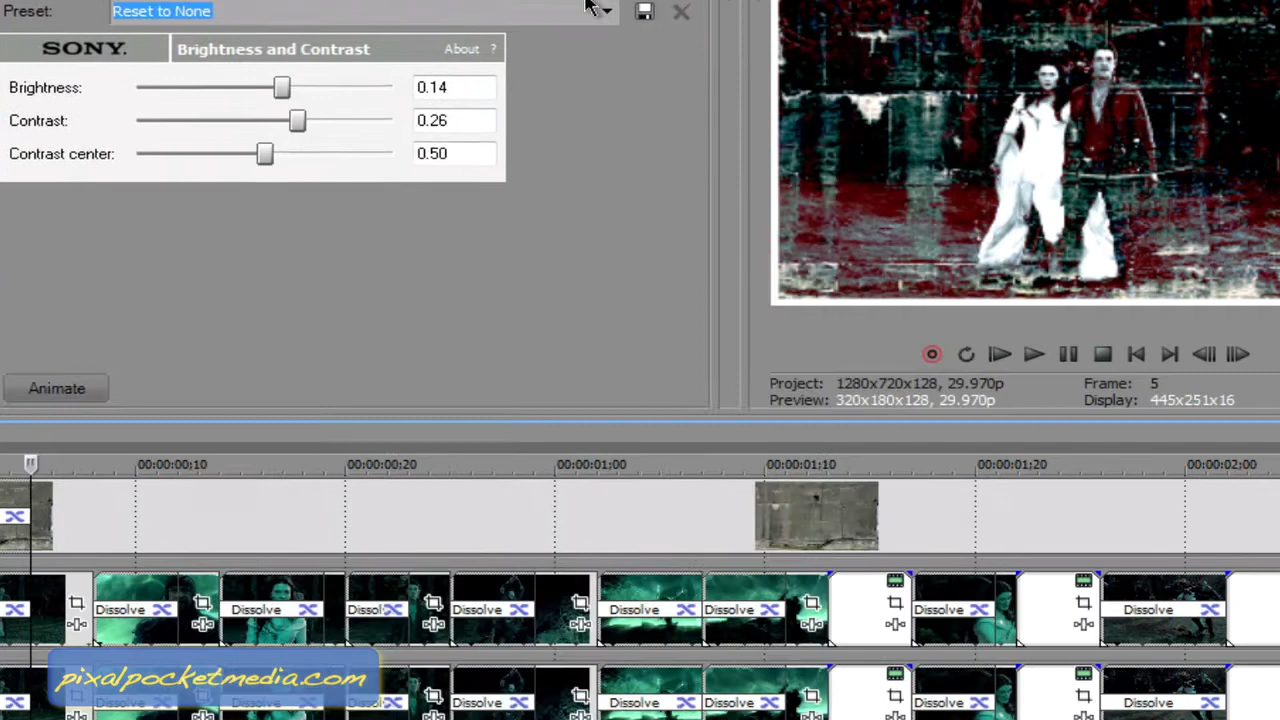 Preset: Reset to None
SONY. Brightness and Contrast About ?
Brightness: 0.14
Contrast: 0.26
Contrast center: 0.50
Animate
Project: 1280x720x128, 29.970p Frame: 5
Preview: 320x180x128, 29.970p Display: 445x251x16
00:00:00;10 00:00:00;20 00:00:01;00 00:00:01;10 00:00:01;20 00:00:02;00
Dissolve Dissolve Dissol Dissolve Dissolve Dissolve Dissolve Dissolve
pixalpocketmedia.com
Dissolve Dissolve Dissol Dissolve Dissolve Dissolve Dissolve Dissolve